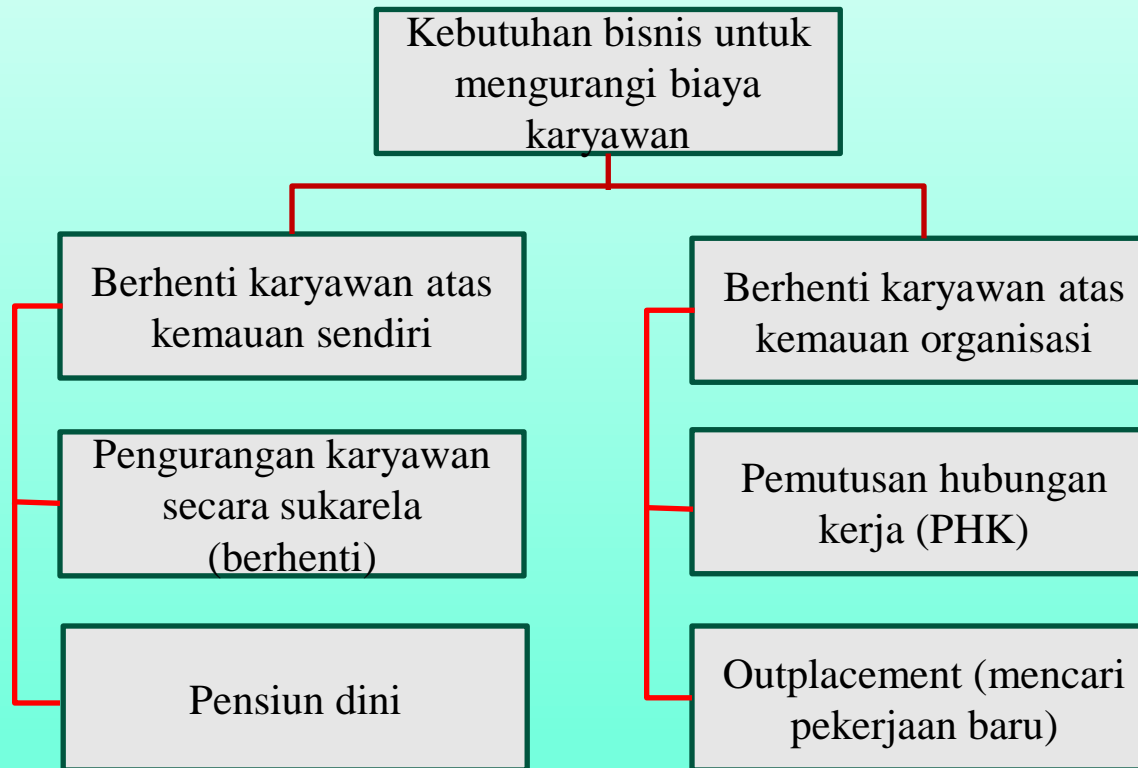 Kebutuhan bisnis untuk
mengurangi biaya
karyawan
Berhenti karyawan atas
kemauan sendiri
Pengurangan karyawan
secara sukarela
(berhenti)
Pensiun dini
Berhenti karyawan atas
kemauan organisasi
Pemutusan hubungan
kerja (PHK)
Outplacement (mencari
pekerjaan baru)